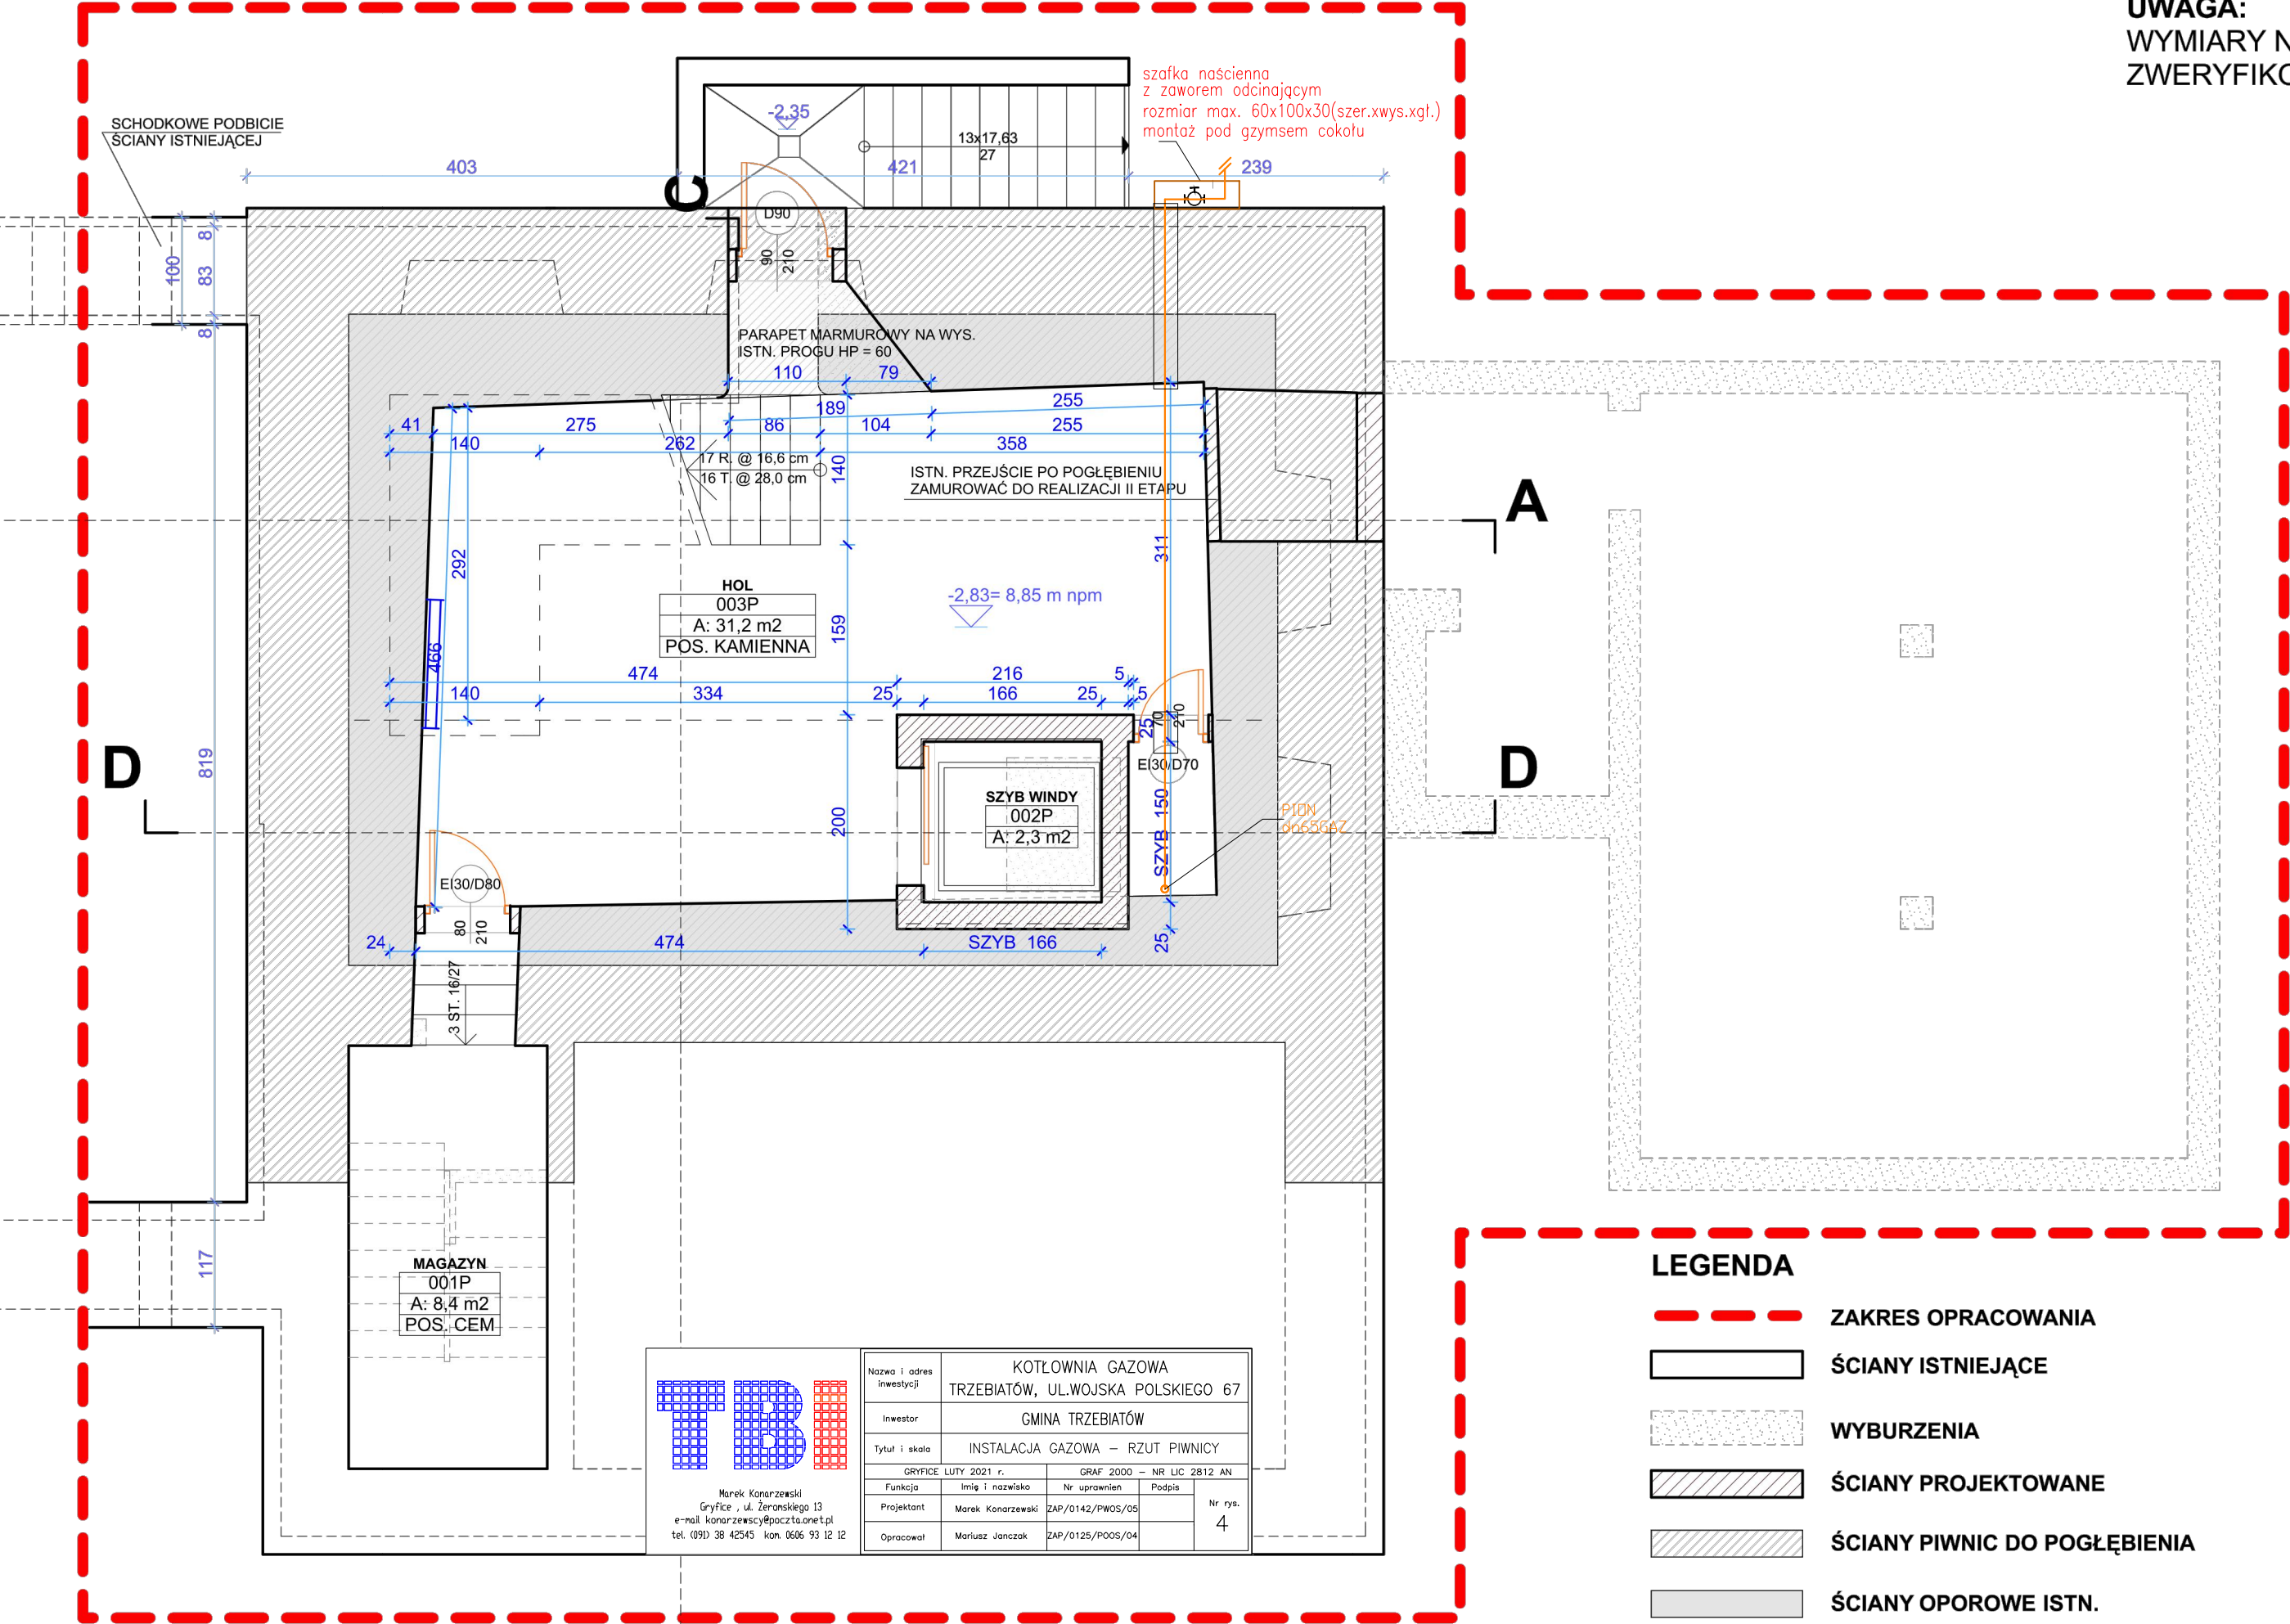 UWAGA:
WYMIARY N
ZWERYFIKO
szafka naścienna
z zaworem odcinającym
rozmiar max. 60x100x30(szer.xwys.xgł.)
montaż pod gzymsem cokołu
SCHODKOWE PODBICIE
ŚCIANY ISTNIEJĄCEJ
-2,35
13x17,63
27
403
421
239
C
D90
90
210
8
100
83
8
PARAPET MARMUROWY NA WYS.
ISTN. PROGU HP = 60
110
79
189
255
41
275
86
104
255
140
262
358
17 R. @ 16,6 cm
16 T. @ 28,0 cm
140
ISTN. PRZEJŚCIE PO POGŁĘBIENIU
ZAMUROWAĆ DO REALIZACJI II ETAPU
A
311
292
HOL
003P
A: 31,2 m2
POS. KAMIENNA
-2,83= 8,85 m npm
159
466
474
216
5
140
334
25
166
25
5
25
70
210
EI30/D70
D
D
819
SZYB WINDY
002P
A: 2,3 m2
200
SZYB 150
PION
dn65GAZ
EI30/D80
80
210
24
474
SZYB 166
25
3 ST. 16/27
117
MAGAZYN
001P
A: 8,4 m2
POS. CEM
LEGENDA
ZAKRES OPRACOWANIA
ŚCIANY ISTNIEJĄCE
WYBURZENIA
ŚCIANY PROJEKTOWANE
ŚCIANY PIWNIC DO POGŁĘBIENIA
ŚCIANY OPOROWE ISTN.
TBI
Marek Konarzewski
Gryfice , ul. Żeromskiego 13
e-mail konarzewscy@poczta.onet.pl
tel. (091) 38 42545 kom. 0606 93 12 12
Nazwa i adres
inwestycji
KOTŁOWNIA GAZOWA
TRZEBIATÓW, UL.WOJSKA POLSKIEGO 67
Inwestor
GMINA TRZEBIATÓW
Tytuł i skala
INSTALACJA GAZOWA – RZUT PIWNICY
GRYFICE LUTY 2021 r.
GRAF 2000 – NR LIC 2812 AN
Funkcja
Imię i nazwisko
Nr uprawnień
Podpis
Nr rys.
4
Projektant
Marek Konarzewski
ZAP/0142/PWOS/05
Opracował
Mariusz Janczak
ZAP/0125/POOS/04